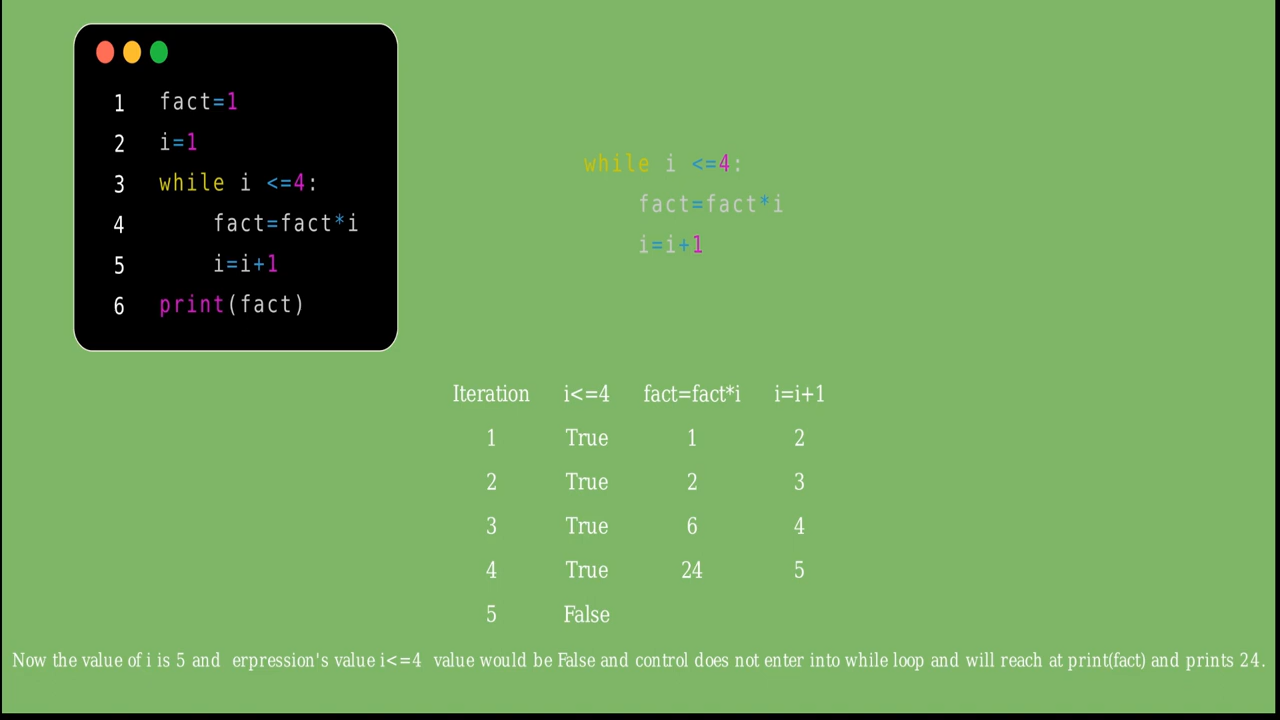 1 fact=1
2 i=1
3 while i <=4:
4 fact=fact*i
5 i=i+1
6 print(fact)
while i <=4:
fact=fact*i
i=i+1
Iteration i<=4 fact=fact*i i=i+1
1 True 1 2
2 True 2 3
3 True 6 4
4 True 24 5
5 False
Now the value of i is 5 and erpression's value i<=4 value would be False and control does not enter into while loop and will reach at print(fact) and prints 24.